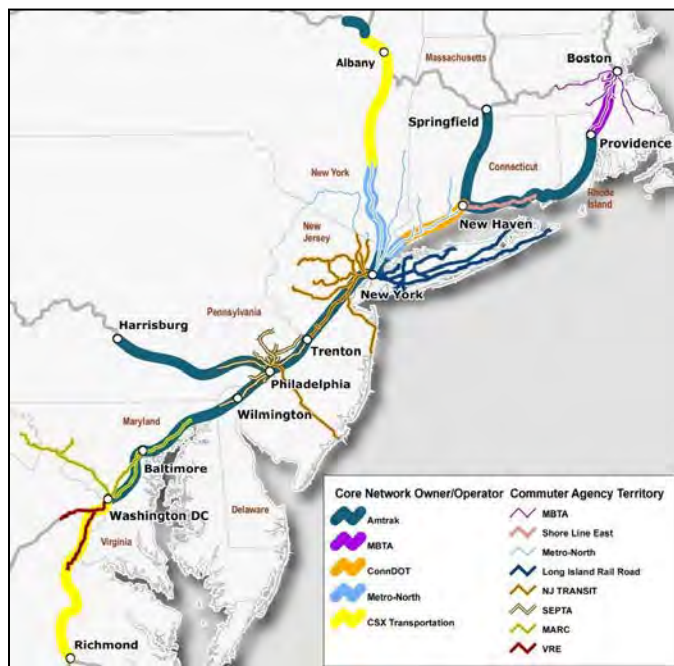 Albany
Massachusetts
Boston
Springfield
Providence
New York
Connecticut
Rhode
Island
New Haven
New
Jersey
New York
Harrisburg
Pennsylvania
Trenton
Philadelphia
Wilmington
Maryland
Baltimore
Washington DC
Delaware
Virginia
Richmond
Core Network Owner/Operator
Amtrak
MBTA
ConnDOT
Metro-North
CSX Transportation
Commuter Agency Territory
MBTA
Shore Line East
Metro-North
Long Island Rail Road
NJ TRANSIT
SEPTA
MARC
VRE